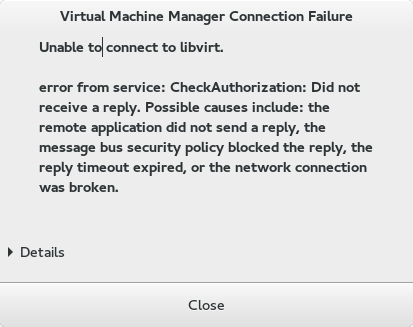 Virtual Machine Manager Connection Failure
Unable to connect to libvirt.
error from service: CheckAuthorization: Did not
receive a reply. Possible causes include: the
remote application did not send a reply, the
message bus security policy blocked the reply, the
reply timeout expired, or the network connection
was broken.
Details
Close